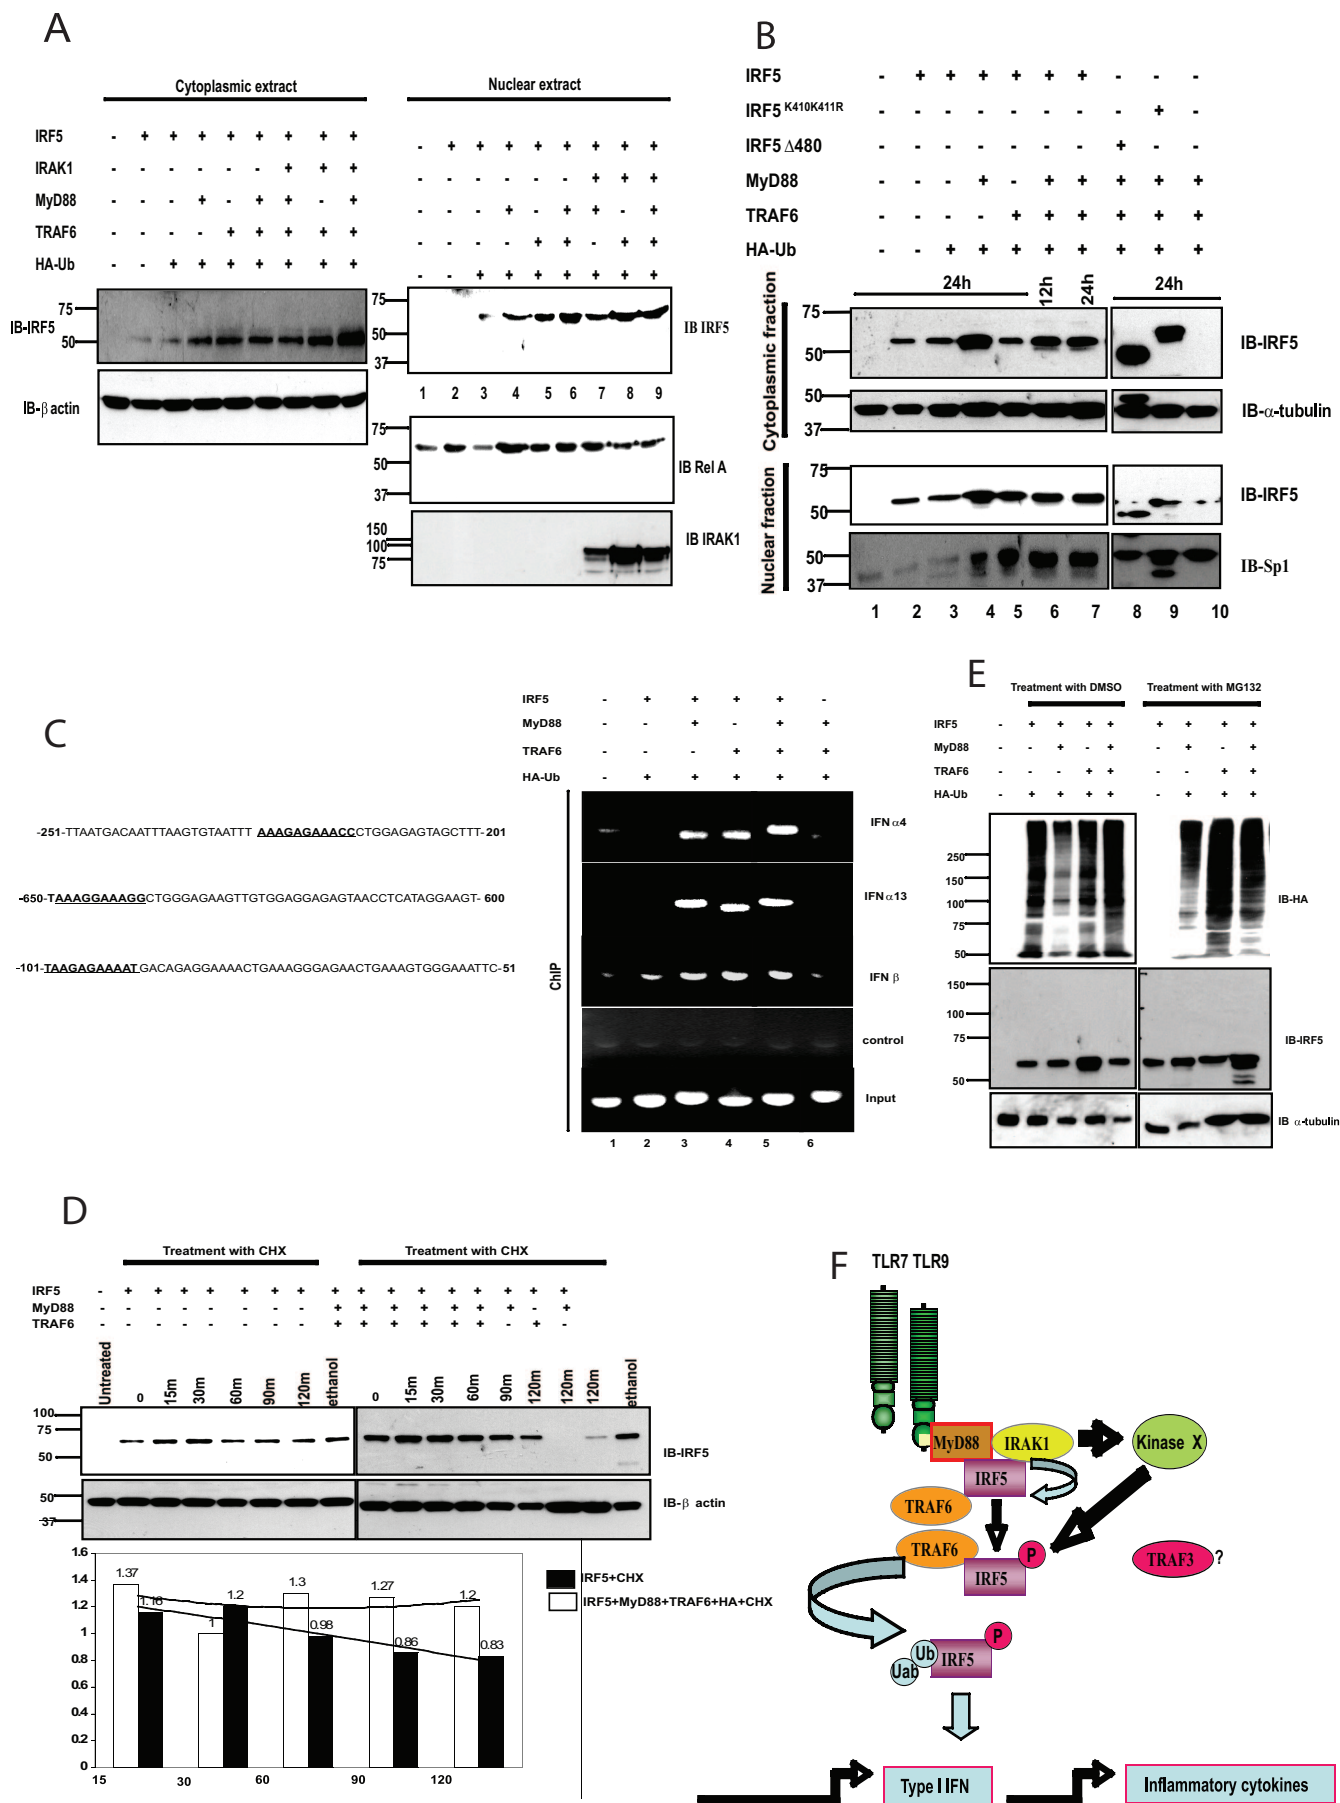 A
Cytoplasmic extract
Nuclear extract
IRF5 - + + + + + + + +
IRAK1 - - - - - - + + +
MyD88 - - - + - + + - +
TRAF6 - - - - + + + + +
HA-Ub - - + + + + + + +
- + + + + + + + +
- - - - - - + + +
- - - + - + + - +
- - - - + + - + +
- - + + + + + + +
75
IB-IRF5
50
IB-β actin
75
50
37
IB IRF5
1 2 3 4 5 6 7 8 9
75
50
37
IB Rel A
150
100
75
IB IRAK1
B
IRF5 - + + + + + + - - -
IRF5 K410K411R - - - - - - - - + -
IRF5 Δ480 - - - - - - - + - -
MyD88 - - - + - + + + + +
TRAF6 - - - - + + + + + +
HA-Ub - - + + + + + + + +
24h 12h 24h 24h
Cytoplasmic fraction
75
50
IB-IRF5
50
37
IB-α-tubulin
Nuclear fraction
75
50
IB-IRF5
50
37
IB-Sp1
1 2 3 4 5 6 7 8 9 10
C
IRF5 - + + + + -
MyD88 - - + - + +
TRAF6 - - - + + +
HA-Ub - + + + + +
-251-TTAATGACAATTTAAGTGTAATTT AAAGAGAAACCCTGGAGAGTAGCTTT-201
-650-TAAAGGAAAGGCTGGGAGAAGTTGTGGAGGAGAGTAACCTCATAGGAAGT-600
-101-TAAGAGAAAATGACAGAGGAAAACTGAAAGGGAGAACTGAAAGTGGGAAATTC-51
ChIP
IFN α4
IFN α13
IFN β
control
Input
1 2 3 4 5 6
E
Treatment with DMSO
Treatment with MG132
IRF5 - + + + + + + + +
MyD88 - - + - + - + - +
TRAF6 - - - + + - - + +
HA-Ub - + + + + - + + +
250
150
100
75
50
IB-HA
150
100
75
50
IB-IRF5
IB α-tubulin
D
Treatment with CHX
Treatment with CHX
IRF5 - + + + + + + + + + + + + + + + + +
MyD88 - - - - - - - - + + + + + + + - + -
TRAF6 - - - - - - - - + + + + + + - + - -
Untreated 0 15m 30m 60m 90m 120m ethanol 0 15m 30m 60m 90m 120m 120m 120m ethanol
100
75
50
IB-IRF5
50
37
IB-β actin
1.6
1.4
1.2
1
0.8
0.6
0.4
0.2
0
1.37 1.16 1 1.2 1.3 0.98 1.27 0.86 1.2 0.83
15 30 60 90 120
IRF5+CHX
IRF5+MyD88+TRAF6+HA+CHX
F
TLR7 TLR9
MyD88 IRAK1 Kinase X
IRF5
TRAF6
TRAF6 P
IRF5
TRAF3 ?
P
Ub IRF5
Uab
Type I IFN
Inflammatory cytokines